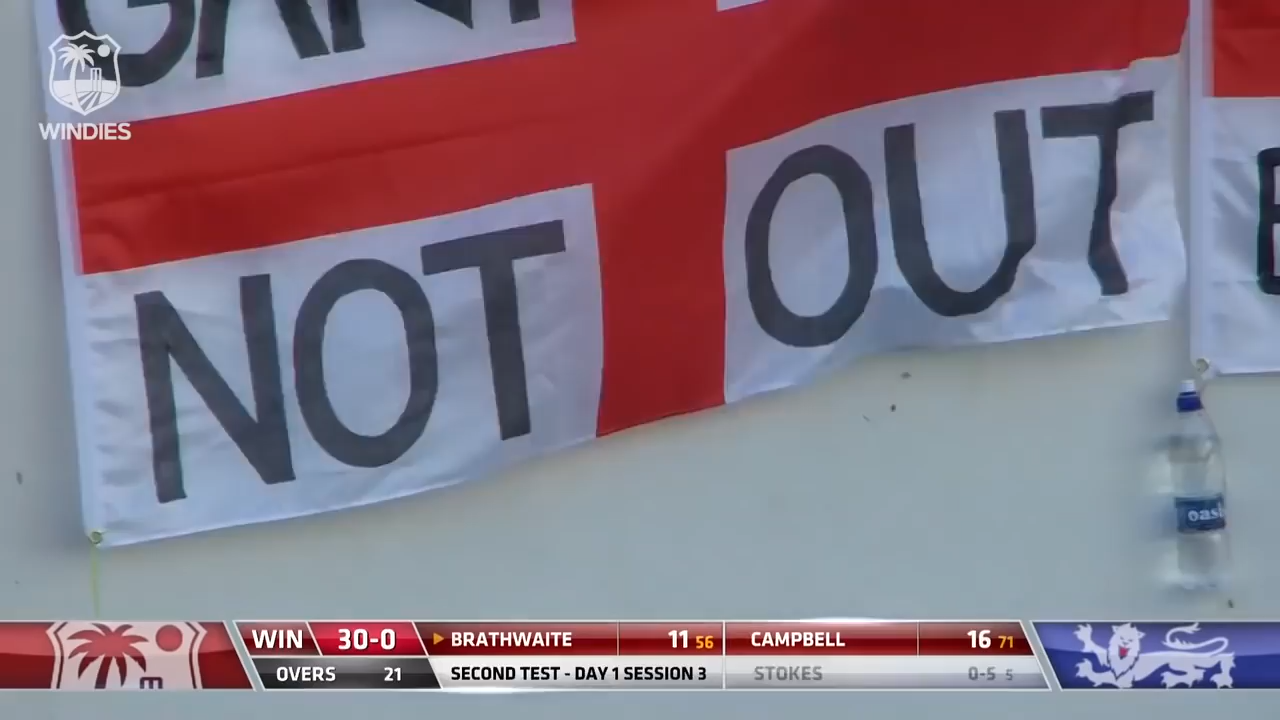 WINDIES
NOT OUT
WIN 30-0 BRATHWAITE 11 56 CAMPBELL 16 71
OVERS 21 SECOND TEST - DAY 1 SESSION 3 STOKES 0-5 5